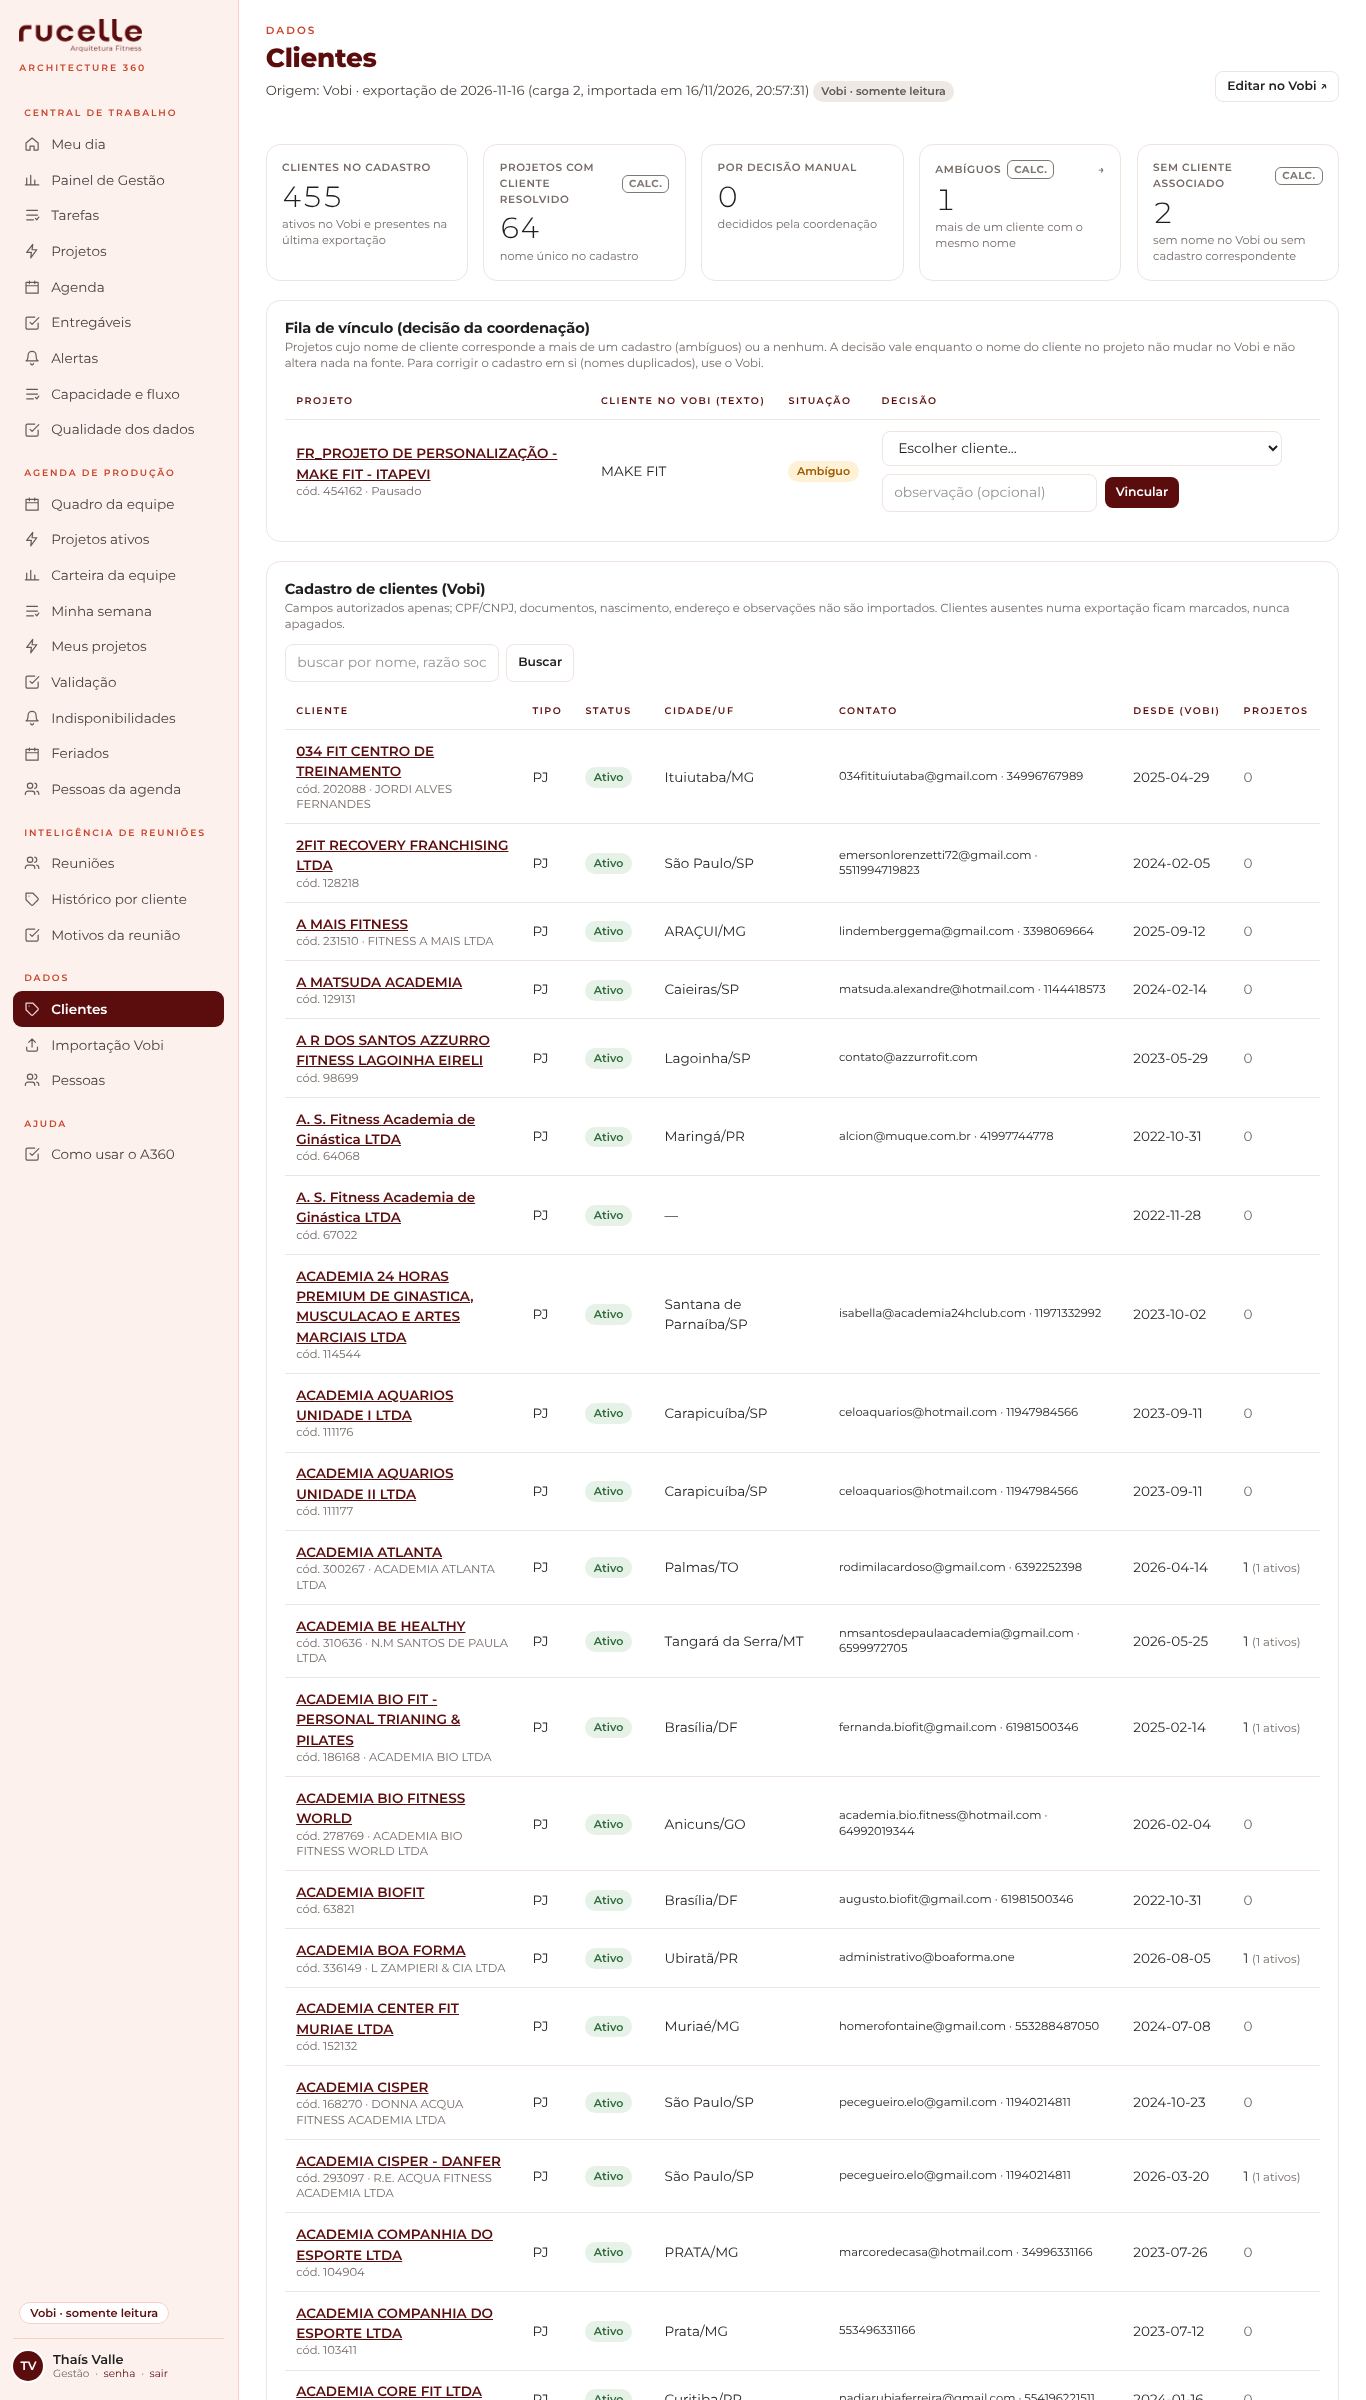 rucelle
Arquitetura Fitness
ARCHITECTURE 360
CENTRAL DE TRABALHO
Meu dia
Painel de Gestão
Tarefas
Projetos
Agenda
Entregáveis
Alertas
Capacidade e fluxo
Qualidade dos dados
AGENDA DE PRODUÇÃO
Quadro da equipe
Projetos ativos
Carteira da equipe
Minha semana
Meus projetos
Validação
Indisponibilidades
Feriados
Pessoas da agenda
INTELIGÊNCIA DE REUNIÕES
Reuniões
Histórico por cliente
Motivos da reunião
DADOS
Clientes
Importação Vobi
Pessoas
AJUDA
Como usar o A360
Vobi · somente leitura
TV
Thaís Valle
Gestão · senha · sair
DADOS
Clientes
Origem: Vobi · exportação de 2026-11-16 (carga 2, importada em 16/11/2026, 20:57:31) Vobi · somente leitura
Editar no Vobi ↗
CLIENTES NO CADASTRO
455
ativos no Vobi e presentes na
última exportação
PROJETOS COM
CLIENTE
RESOLVIDO
CALC.
64
nome único no cadastro
POR DECISÃO MANUAL
0
decididos pela coordenação
AMBÍGUOS CALC. →
1
mais de um cliente com o
mesmo nome
SEM CLIENTE
ASSOCIADO
CALC.
2
sem nome no Vobi ou sem
cadastro correspondente
Fila de vínculo (decisão da coordenação)
Projetos cujo nome de cliente corresponde a mais de um cadastro (ambíguos) ou a nenhum. A decisão vale enquanto o nome do cliente no projeto não mudar no Vobi e não
altera nada na fonte. Para corrigir o cadastro em si (nomes duplicados), use o Vobi.
PROJETO CLIENTE NO VOBI (TEXTO) SITUAÇÃO DECISÃO
FR_PROJETO DE PERSONALIZAÇÃO -
MAKE FIT - ITAPEVI
cód. 454162 · Pausado
MAKE FIT
Ambíguo
Escolher cliente...
observação (opcional) Vincular
Cadastro de clientes (Vobi)
Campos autorizados apenas; CPF/CNPJ, documentos, nascimento, endereço e observações não são importados. Clientes ausentes numa exportação ficam marcados, nunca
apagados.
buscar por nome, razão soc Buscar
CLIENTE TIPO STATUS CIDADE/UF CONTATO DESDE (VOBI) PROJETOS
034 FIT CENTRO DE
TREINAMENTO
cód. 202088 · JORDI ALVES
FERNANDES
PJ Ativo Ituiutaba/MG 034fitituiutaba@gmail.com · 34996767989 2025-04-29 0
2FIT RECOVERY FRANCHISING
LTDA
cód. 128218
PJ Ativo São Paulo/SP emersonlorenzetti72@gmail.com ·
5511994719823
2024-02-05 0
A MAIS FITNESS
cód. 231510 · FITNESS A MAIS LTDA
PJ Ativo ARAÇUI/MG lindemberggema@gmail.com · 3398069664 2025-09-12 0
A MATSUDA ACADEMIA
cód. 129131
PJ Ativo Caieiras/SP matsuda.alexandre@hotmail.com · 1144418573 2024-02-14 0
A R DOS SANTOS AZZURRO
FITNESS LAGOINHA EIRELI
cód. 98699
PJ Ativo Lagoinha/SP contato@azzurrofit.com 2023-05-29 0
A. S. Fitness Academia de
Ginástica LTDA
cód. 64068
PJ Ativo Maringá/PR alcion@muque.com.br · 41997744778 2022-10-31 0
A. S. Fitness Academia de
Ginástica LTDA
cód. 67022
PJ Ativo — 2022-11-28 0
ACADEMIA 24 HORAS
PREMIUM DE GINASTICA,
MUSCULACAO E ARTES
MARCIAIS LTDA
cód. 114544
PJ Ativo Santana de
Parnaíba/SP
isabella@academia24hclub.com · 11971332992 2023-10-02 0
ACADEMIA AQUARIOS
UNIDADE I LTDA
cód. 111176
PJ Ativo Carapicuíba/SP celoaquarios@hotmail.com · 11947984566 2023-09-11 0
ACADEMIA AQUARIOS
UNIDADE II LTDA
cód. 111177
PJ Ativo Carapicuíba/SP celoaquarios@hotmail.com · 11947984566 2023-09-11 0
ACADEMIA ATLANTA
cód. 300267 · ACADEMIA ATLANTA
LTDA
PJ Ativo Palmas/TO rodimilacardoso@gmail.com · 6392252398 2026-04-14 1 (1 ativos)
ACADEMIA BE HEALTHY
cód. 310636 · N.M SANTOS DE PAULA
LTDA
PJ Ativo Tangará da Serra/MT nmsantosdepaulaacademia@gmail.com ·
6599972705
2026-05-25 1 (1 ativos)
ACADEMIA BIO FIT -
PERSONAL TRIANING &
PILATES
cód. 186168 · ACADEMIA BIO LTDA
PJ Ativo Brasília/DF fernanda.biofit@gmail.com · 61981500346 2025-02-14 1 (1 ativos)
ACADEMIA BIO FITNESS
WORLD
cód. 278769 · ACADEMIA BIO
FITNESS WORLD LTDA
PJ Ativo Anicuns/GO academia.bio.fitness@hotmail.com ·
64992019344
2026-02-04 0
ACADEMIA BIOFIT
cód. 63821
PJ Ativo Brasília/DF augusto.biofit@gmail.com · 61981500346 2022-10-31 0
ACADEMIA BOA FORMA
cód. 336149 · L ZAMPIERI & CIA LTDA
PJ Ativo Ubiratã/PR administrativo@boaforma.one 2026-08-05 1 (1 ativos)
ACADEMIA CENTER FIT
MURIAE LTDA
cód. 152132
PJ Ativo Muriaé/MG homerofontaine@gmail.com · 553288487050 2024-07-08 0
ACADEMIA CISPER
cód. 168270 · DONNA ACQUA
FITNESS ACADEMIA LTDA
PJ Ativo São Paulo/SP pecegueiro.elo@gamil.com · 11940214811 2024-10-23 0
ACADEMIA CISPER - DANFER
cód. 293097 · R.E. ACQUA FITNESS
ACADEMIA LTDA
PJ Ativo São Paulo/SP pecegueiro.elo@gmail.com · 11940214811 2026-03-20 1 (1 ativos)
ACADEMIA COMPANHIA DO
ESPORTE LTDA
cód. 104904
PJ Ativo PRATA/MG marcoredecasa@hotmail.com · 34996331166 2023-07-26 0
ACADEMIA COMPANHIA DO
ESPORTE LTDA
cód. 103411
PJ Ativo Prata/MG 553496331166 2023-07-12 0
ACADEMIA CORE FIT LTDA
PJ Ativo Curitiba/PR nadiarubiaferreira@gmail.com · 554196221511 2024-01-16 0